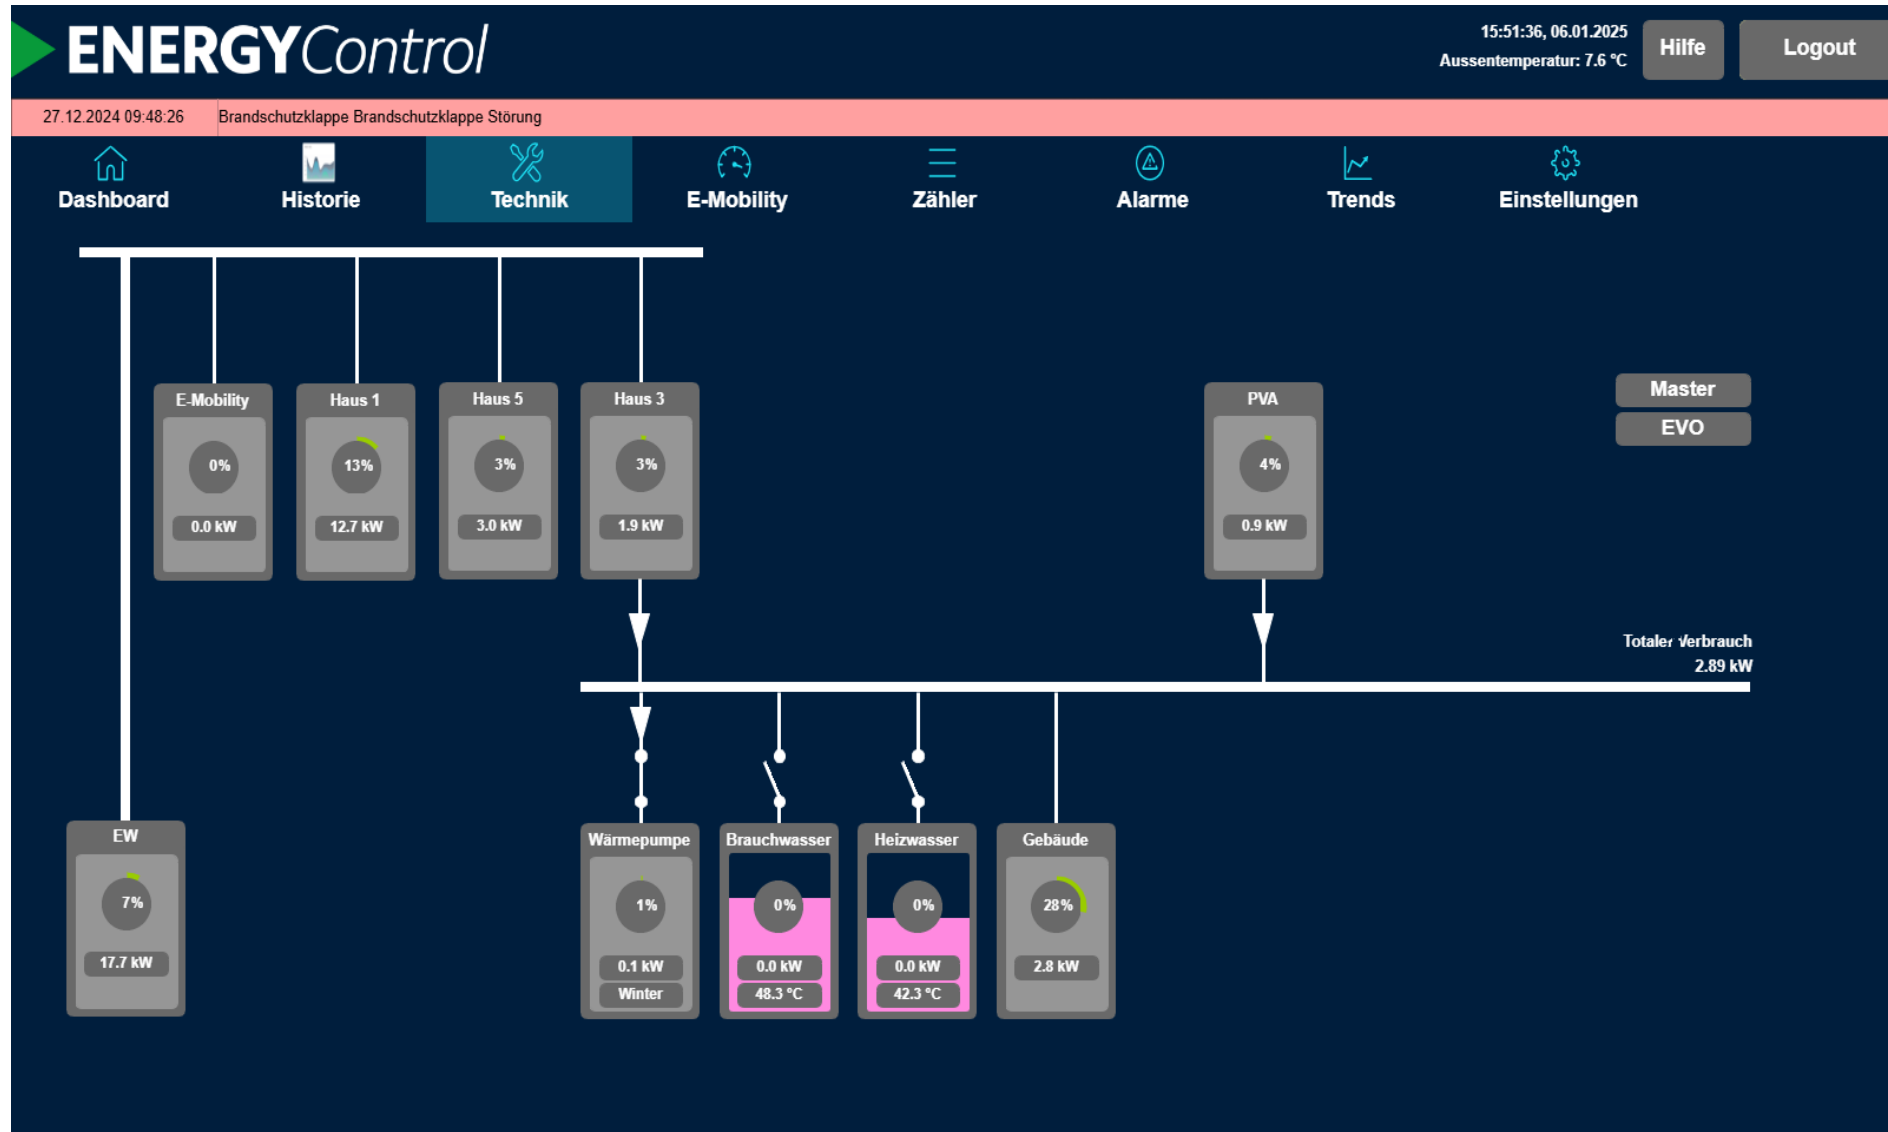 ENERGYControl
15:51:36, 06.01.2025
Aussentemperatur: 7.6 °C
Hilfe
Logout
27.12.2024 09:48:26 Brandschutzklappe Brandschutzklappe Störung
Dashboard
Historie
Technik
E-Mobility
Zähler
Alarme
Trends
Einstellungen
E-Mobility
0%
0.0 kW
Haus 1
13%
12.7 kW
Haus 5
3%
3.0 kW
Haus 3
3%
1.9 kW
PVA
4%
0.9 kW
Master
EVO
Totaler Verbrauch
2.89 kW
EW
7%
17.7 kW
Wärmepumpe
1%
0.1 kW
Winter
Brauchwasser
0%
0.0 kW
48.3 °C
Heizwasser
0%
0.0 kW
42.3 °C
Gebäude
28%
2.8 kW